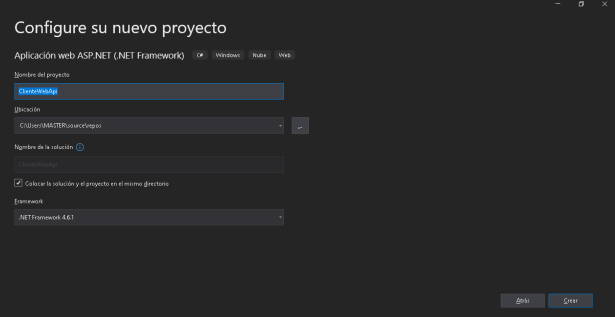 Configure su nuevo proyecto
Aplicación web ASP.NET (.NET Framework) C# Windows Nube Web
Nombre del proyecto
ClienteWebApi
Ubicación
C:\Users\MASTER\source\repos
...
Nombre de la solución
ClienteWebApi
Colocar la solución y el proyecto en el mismo directorio
Framework
.NET Framework 4.6.1
Atrás Crear